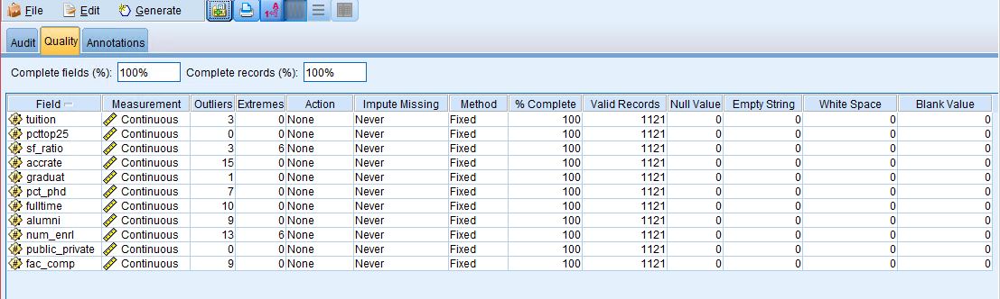 File Edit Generate
Audit Quality Annotations
Complete fields (%): 100% Complete records (%): 100%
Field Measurement Outliers Extremes Action Impute Missing Method % Complete Valid Records Null Value Empty String White Space Blank Value
tuition Continuous 3 0 None Never Fixed 100 1121 0 0 0 0
pcttop25 Continuous 0 0 None Never Fixed 100 1121 0 0 0 0
sf_ratio Continuous 3 6 None Never Fixed 100 1121 0 0 0 0
accrate Continuous 15 0 None Never Fixed 100 1121 0 0 0 0
graduat Continuous 1 0 None Never Fixed 100 1121 0 0 0 0
pct_phd Continuous 7 0 None Never Fixed 100 1121 0 0 0 0
fulltime Continuous 10 0 None Never Fixed 100 1121 0 0 0 0
alumni Continuous 9 0 None Never Fixed 100 1121 0 0 0 0
num_enrl Continuous 13 6 None Never Fixed 100 1121 0 0 0 0
public_private Continuous 0 0 None Never Fixed 100 1121 0 0 0 0
fac_comp Continuous 9 0 None Never Fixed 100 1121 0 0 0 0